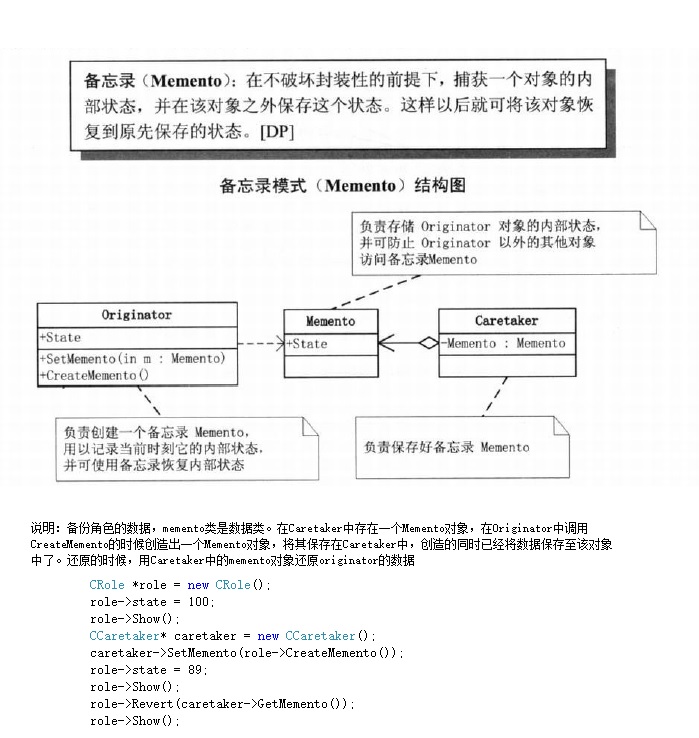 备忘录（Memento）：在不破坏封装性的前提下，捕获一个对象的内
部状态，并在该对象之外保存这个状态。这样以后就可将该对象恢
复到原先保存的状态。[DP]
备忘录模式（Memento）结构图
负责存储 Originator 对象的内部状态，
并可防止 Originator 以外的其他对象
访问备忘录Memento
Originator
+State
+SetMemento(in m : Memento)
+CreateMemento()
Memento
+State
Caretaker
-Memento : Memento
负责创建一个备忘录 Memento，
用以记录当前时刻它的内部状态，
并可使用备忘录恢复内部状态
负责保存好备忘录 Memento
说明：备份角色的数据，memento类是数据类。在Caretaker中存在一个Memento对象，在Originator中调用
CreateMemento的时候创造出一个Memento对象，将其保存在Caretaker中，创造的同时已经将数据保存至该对象
中了。还原的时候，用Caretaker中的memento对象还原originator的数据
CRole *role = new CRole();
role->state = 100;
role->Show();
CCaretaker* caretaker = new CCaretaker();
caretaker->SetMemento(role->CreateMemento());
role->state = 89;
role->Show();
role->Revert(caretaker->GetMemento());
role->Show();